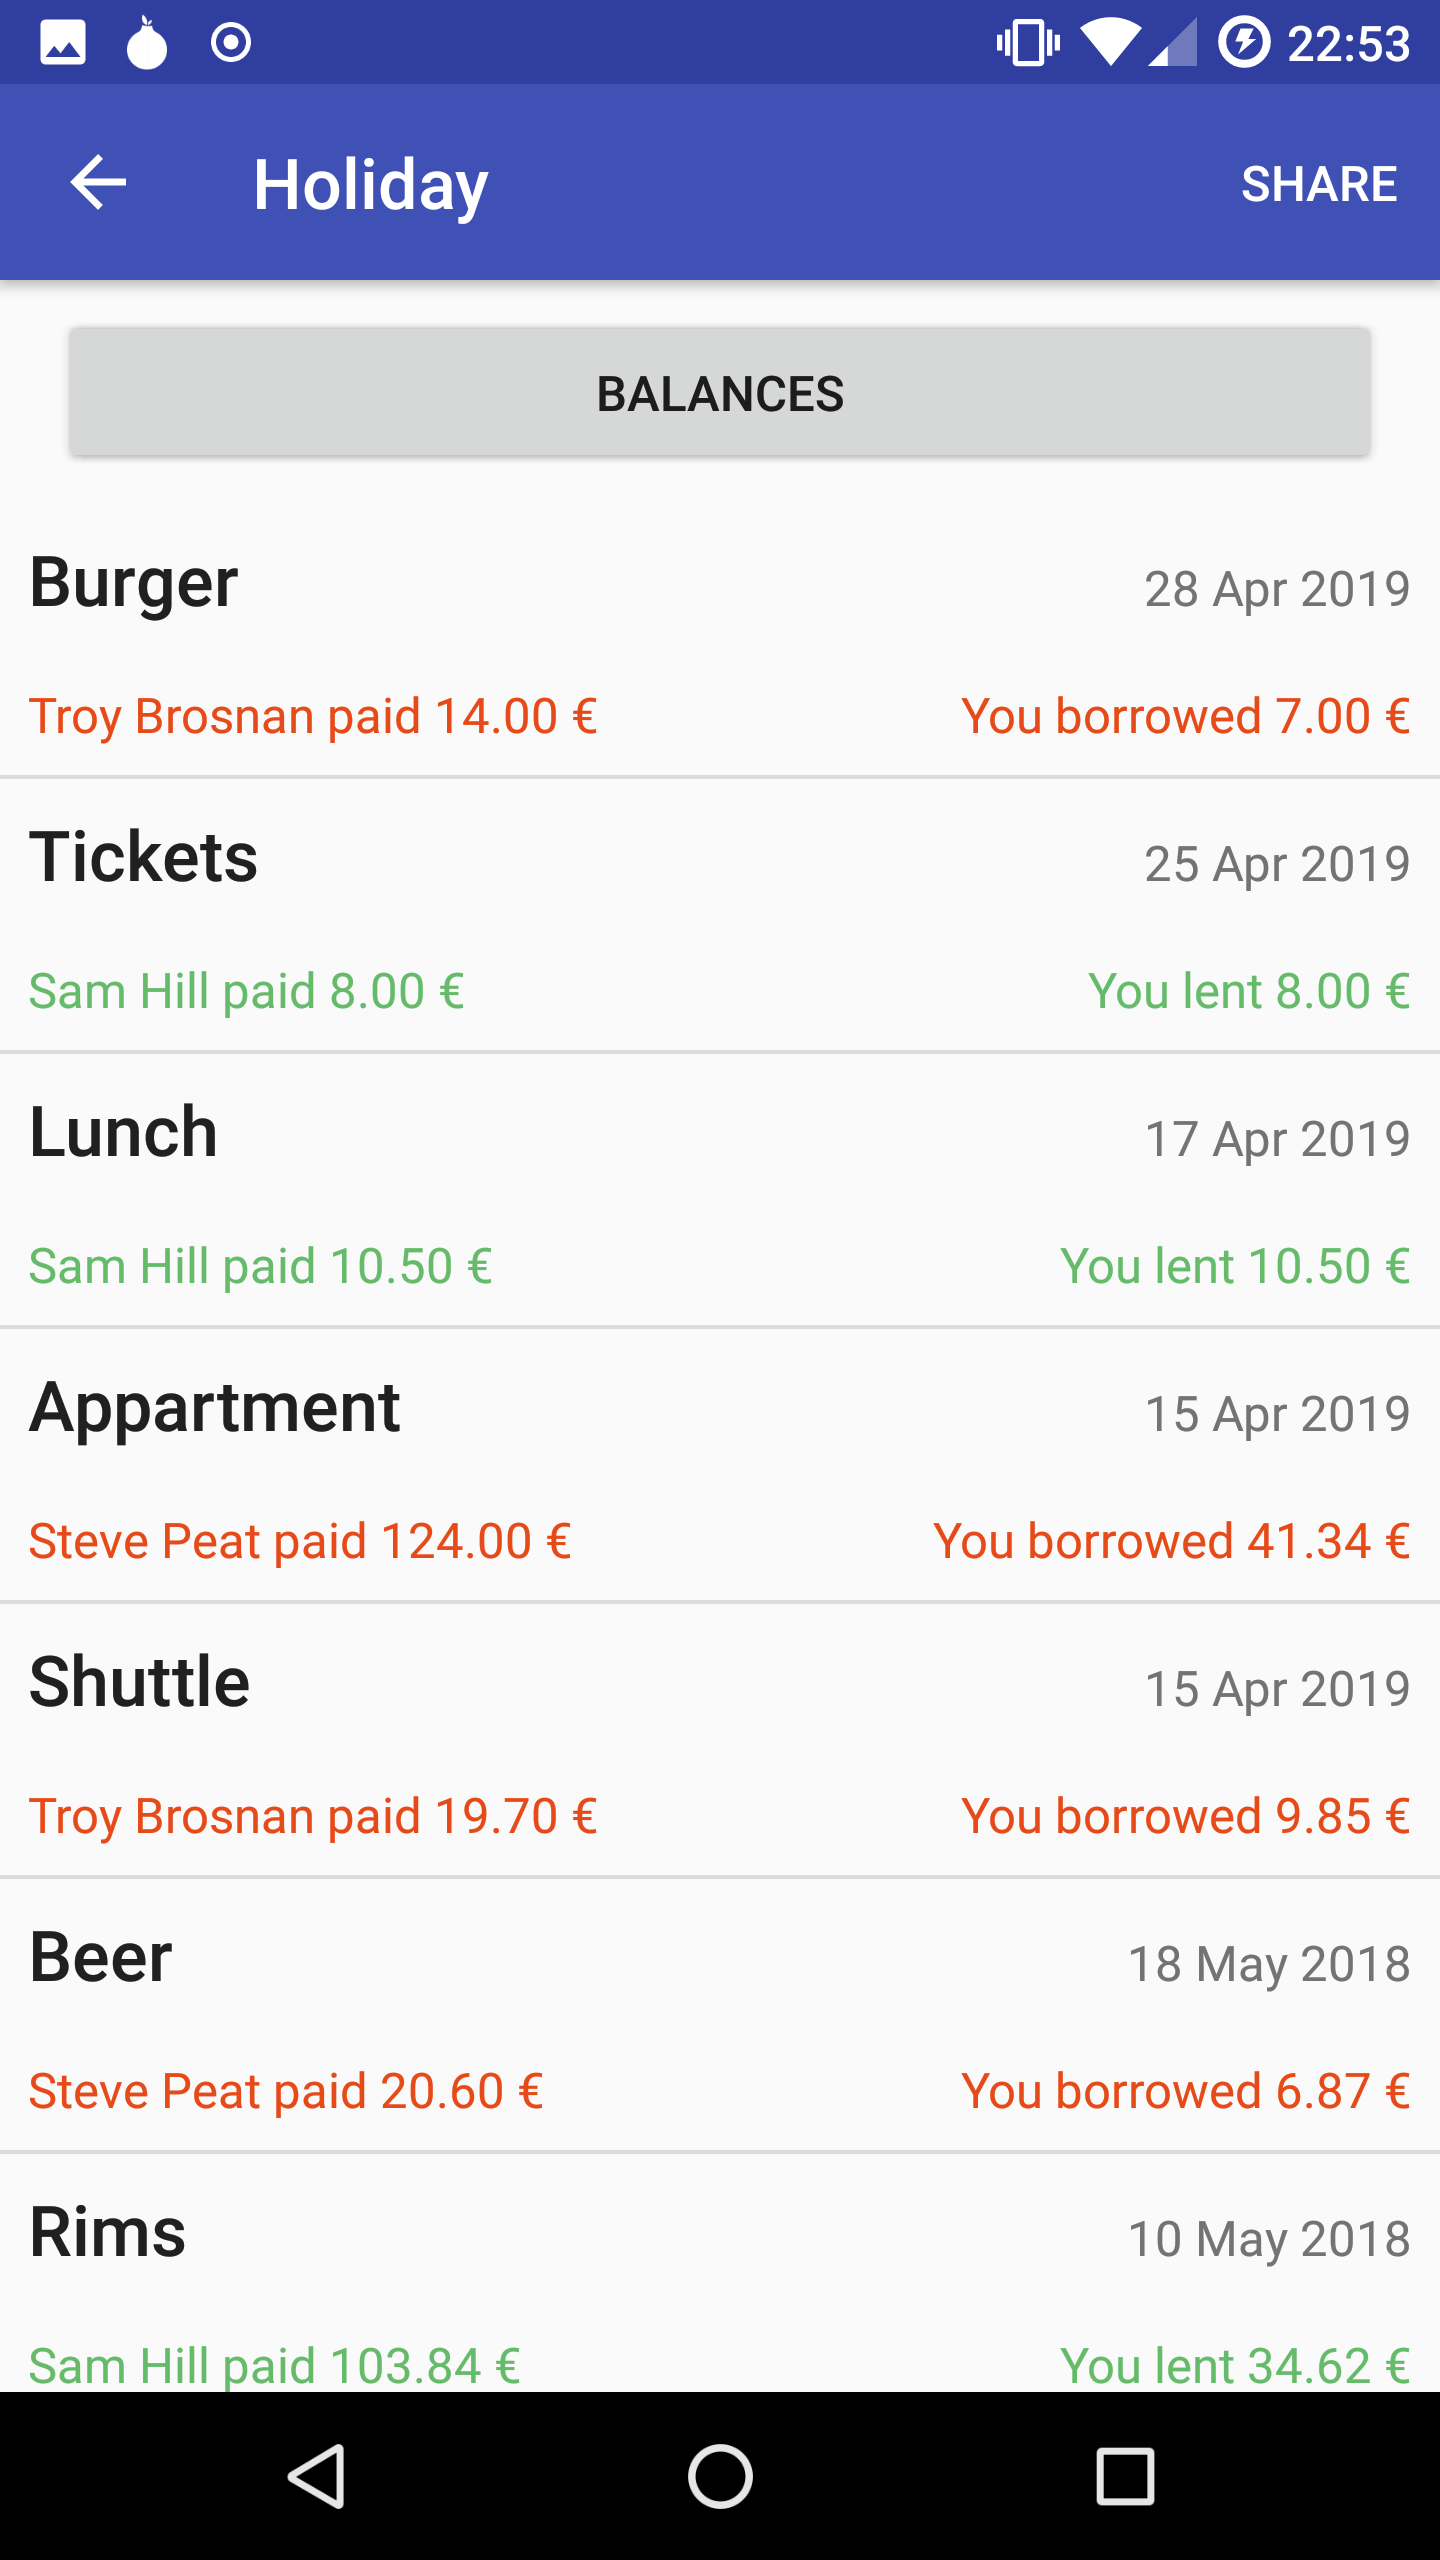 22:53
Holiday
SHARE
BALANCES
Burger
28 Apr 2019
Troy Brosnan paid 14.00 €
You borrowed 7.00 €
Tickets
25 Apr 2019
Sam Hill paid 8.00 €
You lent 8.00 €
Lunch
17 Apr 2019
Sam Hill paid 10.50 €
You lent 10.50 €
Appartment
15 Apr 2019
Steve Peat paid 124.00 €
You borrowed 41.34 €
Shuttle
15 Apr 2019
Troy Brosnan paid 19.70 €
You borrowed 9.85 €
Beer
18 May 2018
Steve Peat paid 20.60 €
You borrowed 6.87 €
Rims
10 May 2018
Sam Hill paid 103.84 €
You lent 34.62 €